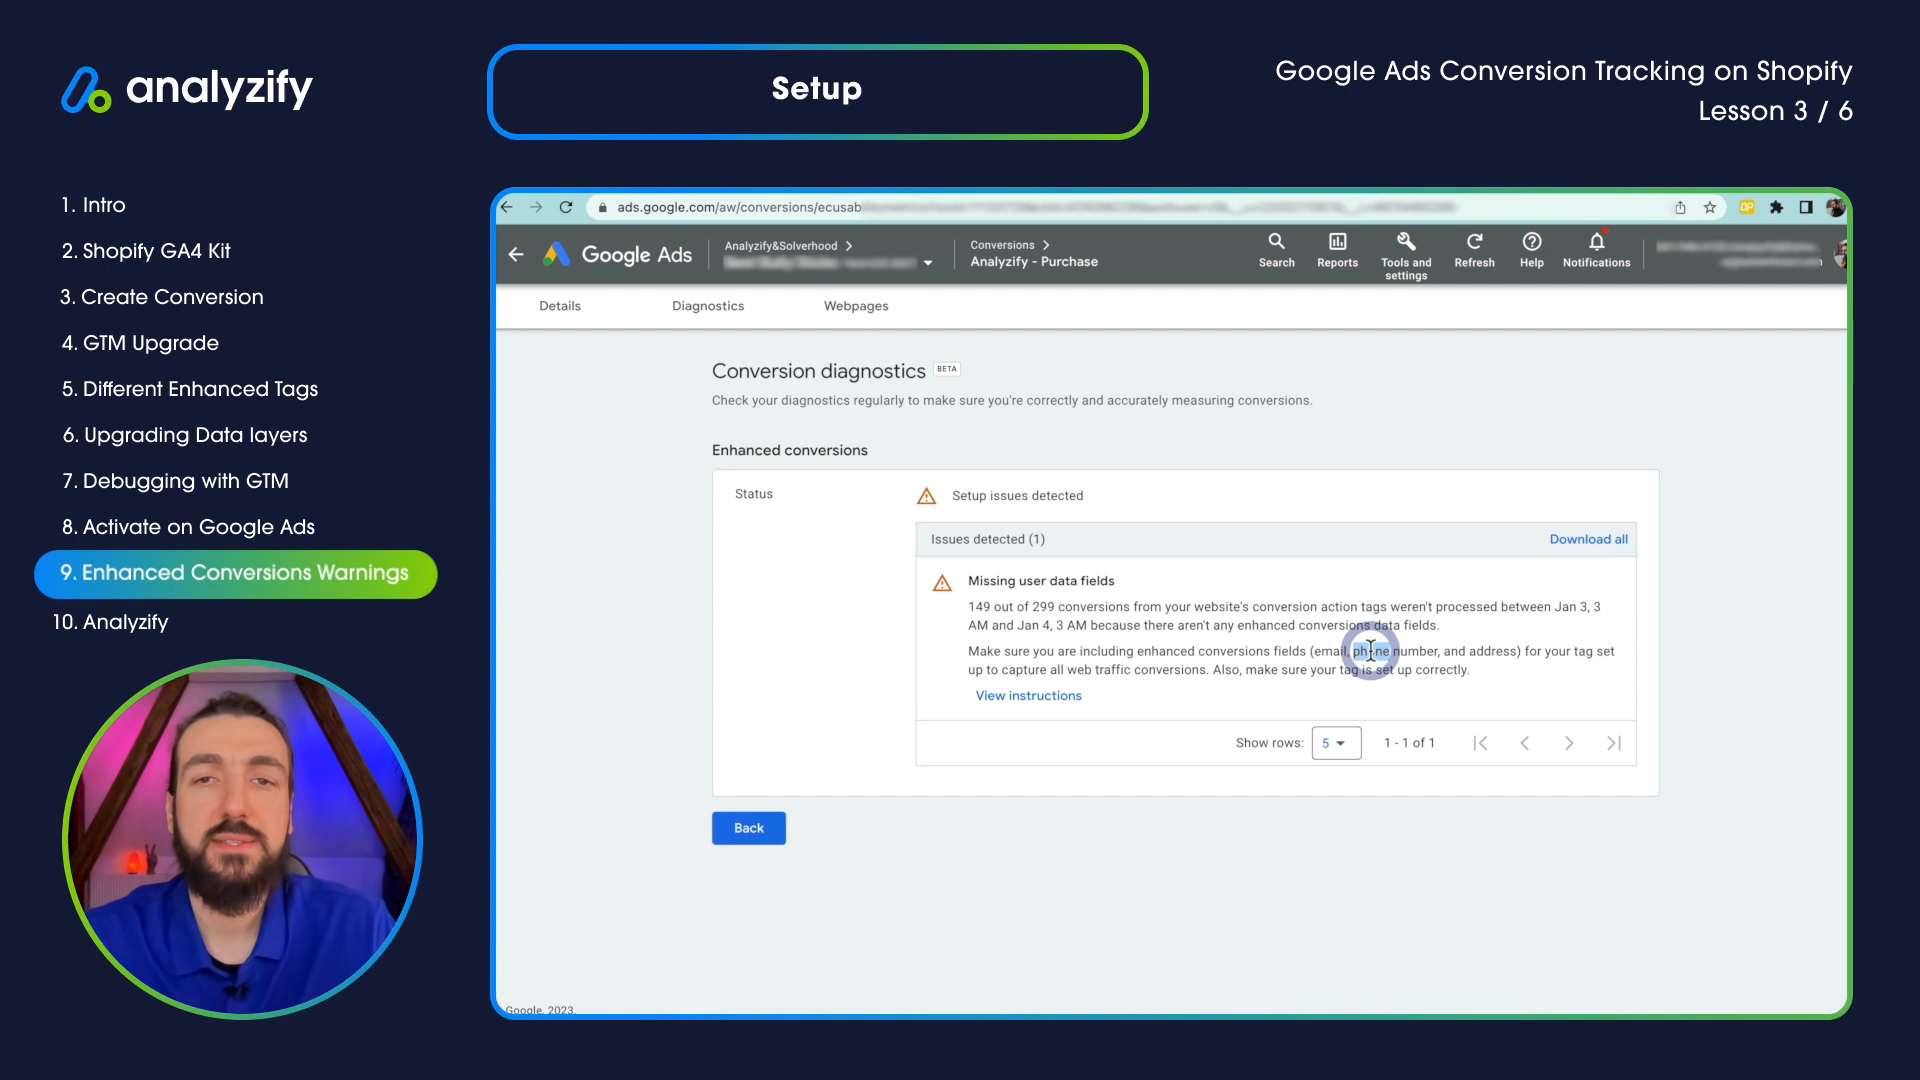 analyzify
Setup
Google Ads Conversion Tracking on Shopify
Lesson 3 / 6
1. Intro
2. Shopify GA4 Kit
3. Create Conversion
4. GTM Upgrade
5. Different Enhanced Tags
6. Upgrading Data layers
7. Debugging with GTM
8. Activate on Google Ads
9. Enhanced Conversions Warnings
10. Analyzify
ads.google.com/aw/conversions/ecusab
OP
Google Ads
Analyzify&Solverhood
Conversions
Analyzify - Purchase
Search
Reports
Tools and
settings
Refresh
Help
Notifications
Details
Diagnostics
Webpages
Conversion diagnostics BETA
Check your diagnostics regularly to make sure you're correctly and accurately measuring conversions.
Enhanced conversions
Status
Setup issues detected
Issues detected (1)
Download all
Missing user data fields
149 out of 299 conversions from your website's conversion action tags weren't processed between Jan 3, 3
AM and Jan 4, 3 AM because there aren't any enhanced conversions data fields.
Make sure you are including enhanced conversions fields (email, phone number, and address) for your tag set
up to capture all web traffic conversions. Also, make sure your tag is set up correctly.
View instructions
Show rows: 5
1 - 1 of 1
Back
Google, 2023.